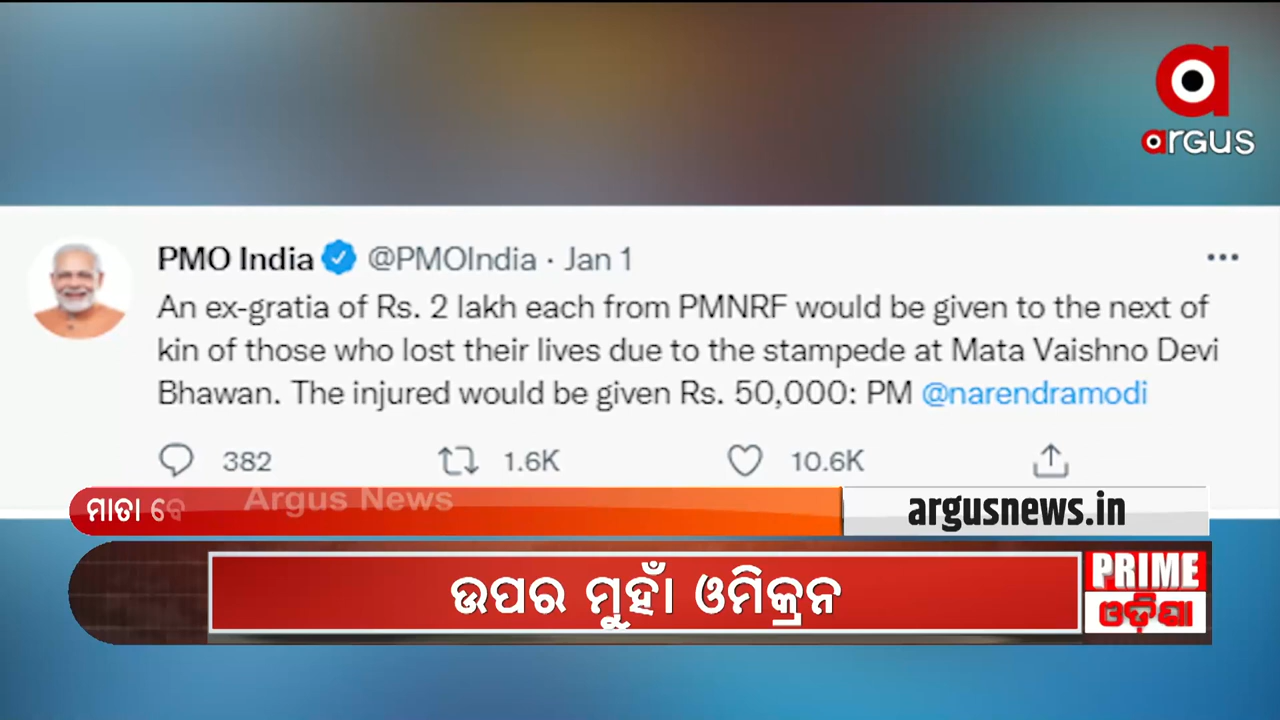 argus
PMO India @PMOIndia · Jan 1
An ex-gratia of Rs. 2 lakh each from PMNRF would be given to the next of
kin of those who lost their lives due to the stampede at Mata Vaishno Devi
Bhawan. The injured would be given Rs. 50,000: PM @narendramodi
382 1.6K 10.6K
ମାତା
Argus News
argusnews.in
ଉପର ମୁହାଁ ଓମିକ୍ରନ
PRIME
ଓଡ଼ିଶା